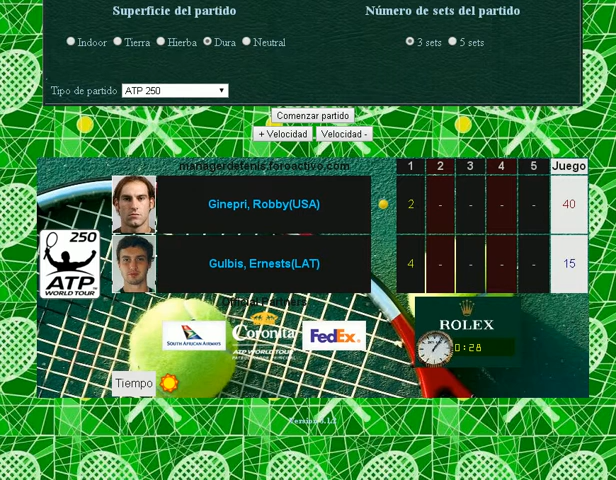 Superficie del partido
Número de sets del partido
Indoor Tierra Hierba Dura Neutral
3 sets 5 sets
Tipo de partido ATP 250
Comenzar partido
+ Velocidad Velocidad -
managerdetenis.foroactivo.com
1 2 3 4 5 Juego
Ginepri, Robby(USA)
2 - - - - 40
250
ATP
WORLD TOUR
Gulbis, Ernests(LAT)
4 - - - - 15
Official Partners
SOUTH AFRICAN AIRWAYS
Coronita
ATP WORLD TOUR
FedEx
ROLEX
0:28
Tiempo